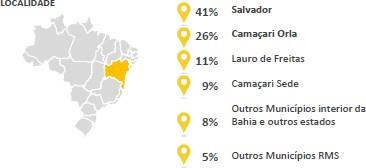 LOCALIDADE
41% Salvador
26% Camaçari Orla
11% Lauro de Freitas
9% Camaçari Sede
Outros Municípios interior da
8% Bahia e outros estados
5% Outros Municípios RMS